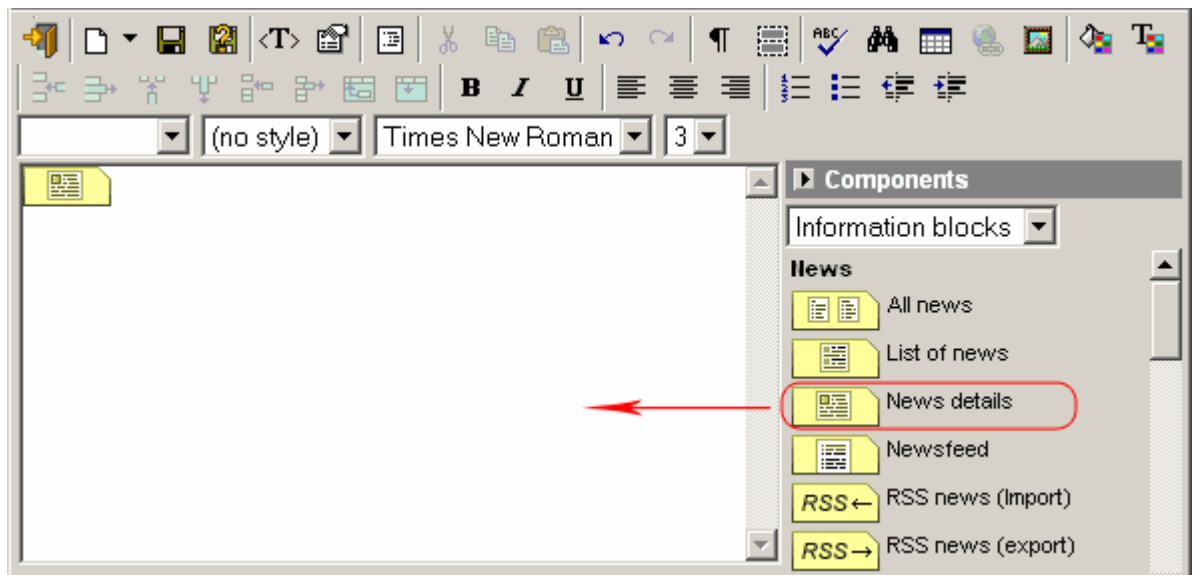 <T>
ABC
B I U
(no style) Times New Roman 3
Components
Information blocks
News
All news
List of news
News details
Newsfeed
RSS← RSS news (Import)
RSS→ RSS news (export)